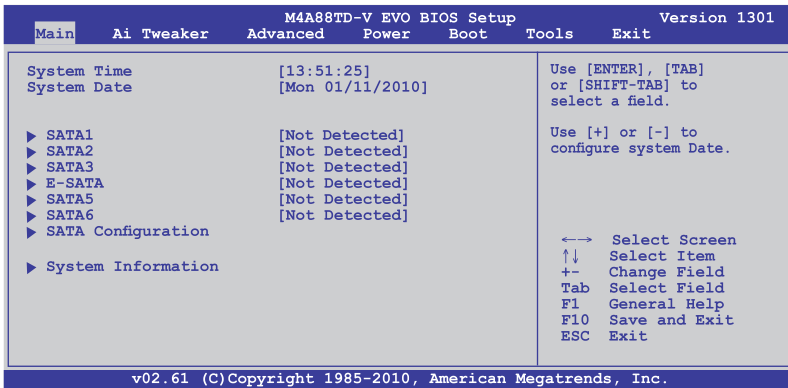 M4A88TD-V EVO BIOS Setup Version 1301
Main Ai Tweaker Advanced Power Boot Tools Exit
System Time [13:51:25]
System Date [Mon 01/11/2010]
SATA1 [Not Detected]
SATA2 [Not Detected]
SATA3 [Not Detected]
E-SATA [Not Detected]
SATA5 [Not Detected]
SATA6 [Not Detected]
SATA Configuration
System Information
Use [ENTER], [TAB]
or [SHIFT-TAB] to
select a field.
Use [+] or [-] to
configure system Date.
←→ Select Screen
↑↓ Select Item
+- Change Field
Tab Select Field
F1 General Help
F10 Save and Exit
ESC Exit
v02.61 (C)Copyright 1985-2010, American Megatrends, Inc.